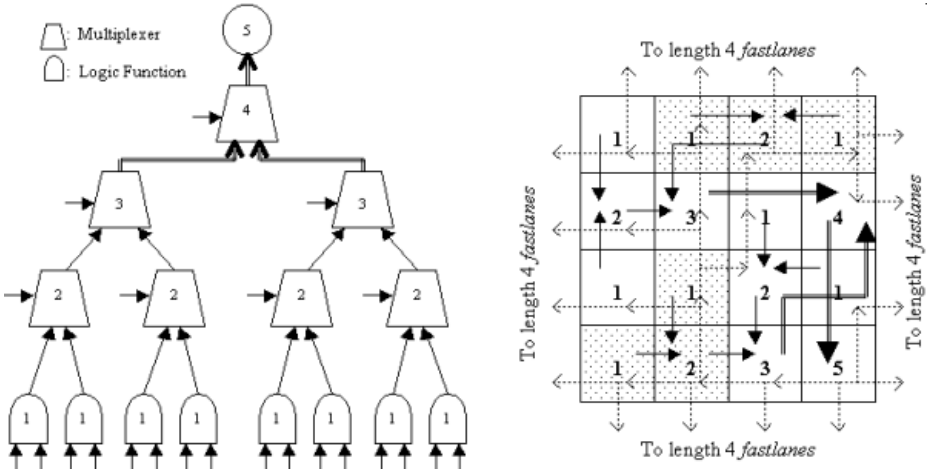 : Multiplexer
: Logic Function
5
4
3 3
2 2 2 2
1 1 1 1 1 1 1 1
To length 4 fastlanes
To length 4 fastlanes
1 1 2 1
2 3 1 4
1 1 2 1
1 2 3 5
To length 4 fastlanes
To length 4 fastlanes